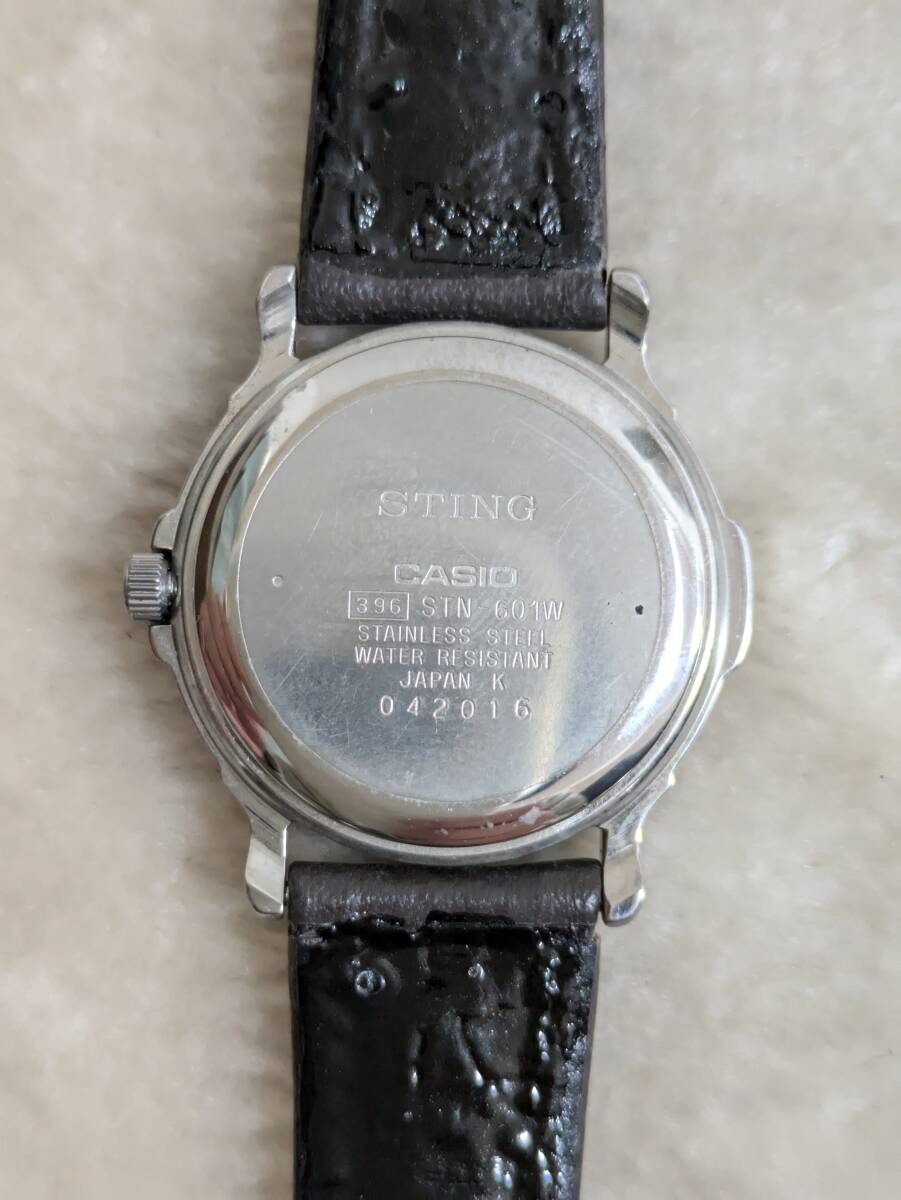 STING
CASIO
396 STN-601W
STAINLESS STEEL
WATER RESISTANT
JAPAN K
042016